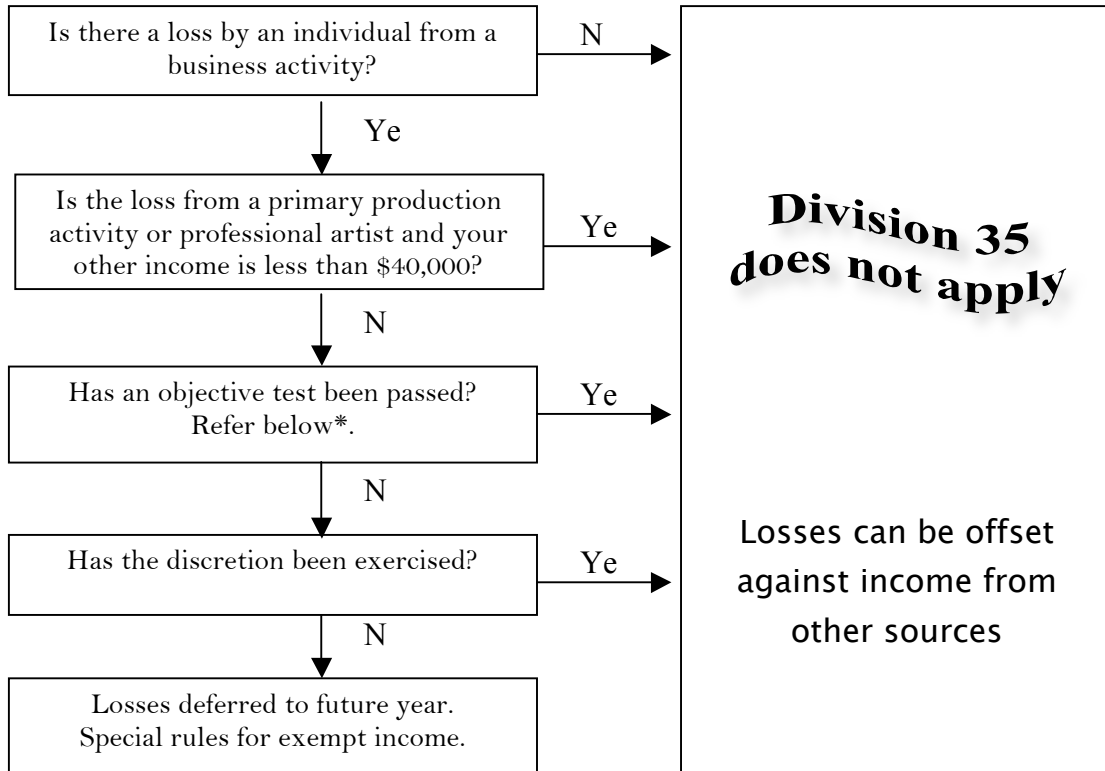 Is there a loss by an individual from a
business activity?
N
Ye
Is the loss from a primary production
activity or professional artist and your
other income is less than $40,000?
Ye
N
Has an objective test been passed?
Refer below*.
Ye
N
Has the discretion been exercised?
Ye
N
Losses deferred to future year.
Special rules for exempt income.
Division 35
does not apply
Losses can be offset
against income from
other sources